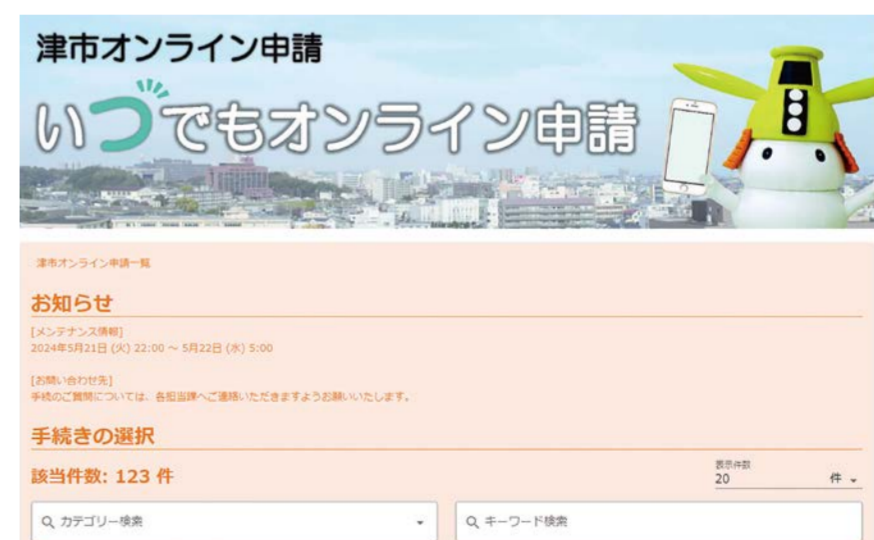 津市オンライン申請
いつでもオンライン申請
津市オンライン申請一覧
お知らせ
[メンテナンス情報]
2024年5月21日 (火) 22:00 ～ 5月22日 (水) 5:00
[お問い合わせ先]
手続のご質問については、各担当課へご連絡いただきますようお願いいたします。
手続きの選択
該当件数: 123 件
表示件数
20 件
カテゴリー検索
キーワード検索